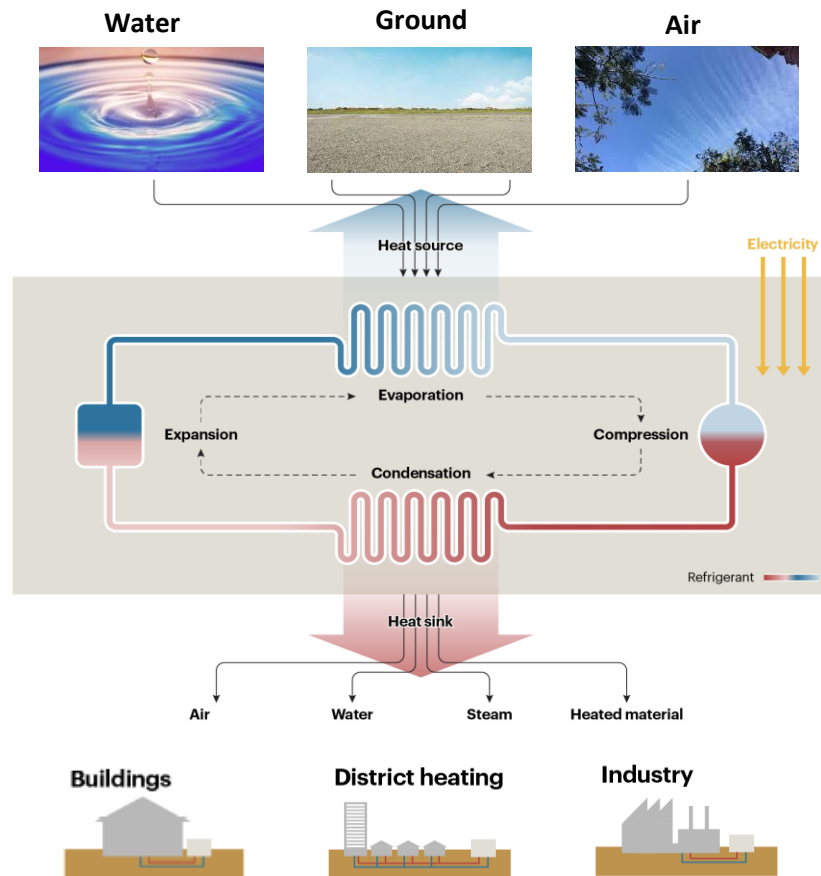 Water
Ground
Air
Heat source
Electricity
Evaporation
Expansion
Compression
Condensation
Refrigerant
Heat sink
Air
Water
Steam
Heated material
Buildings
District heating
Industry